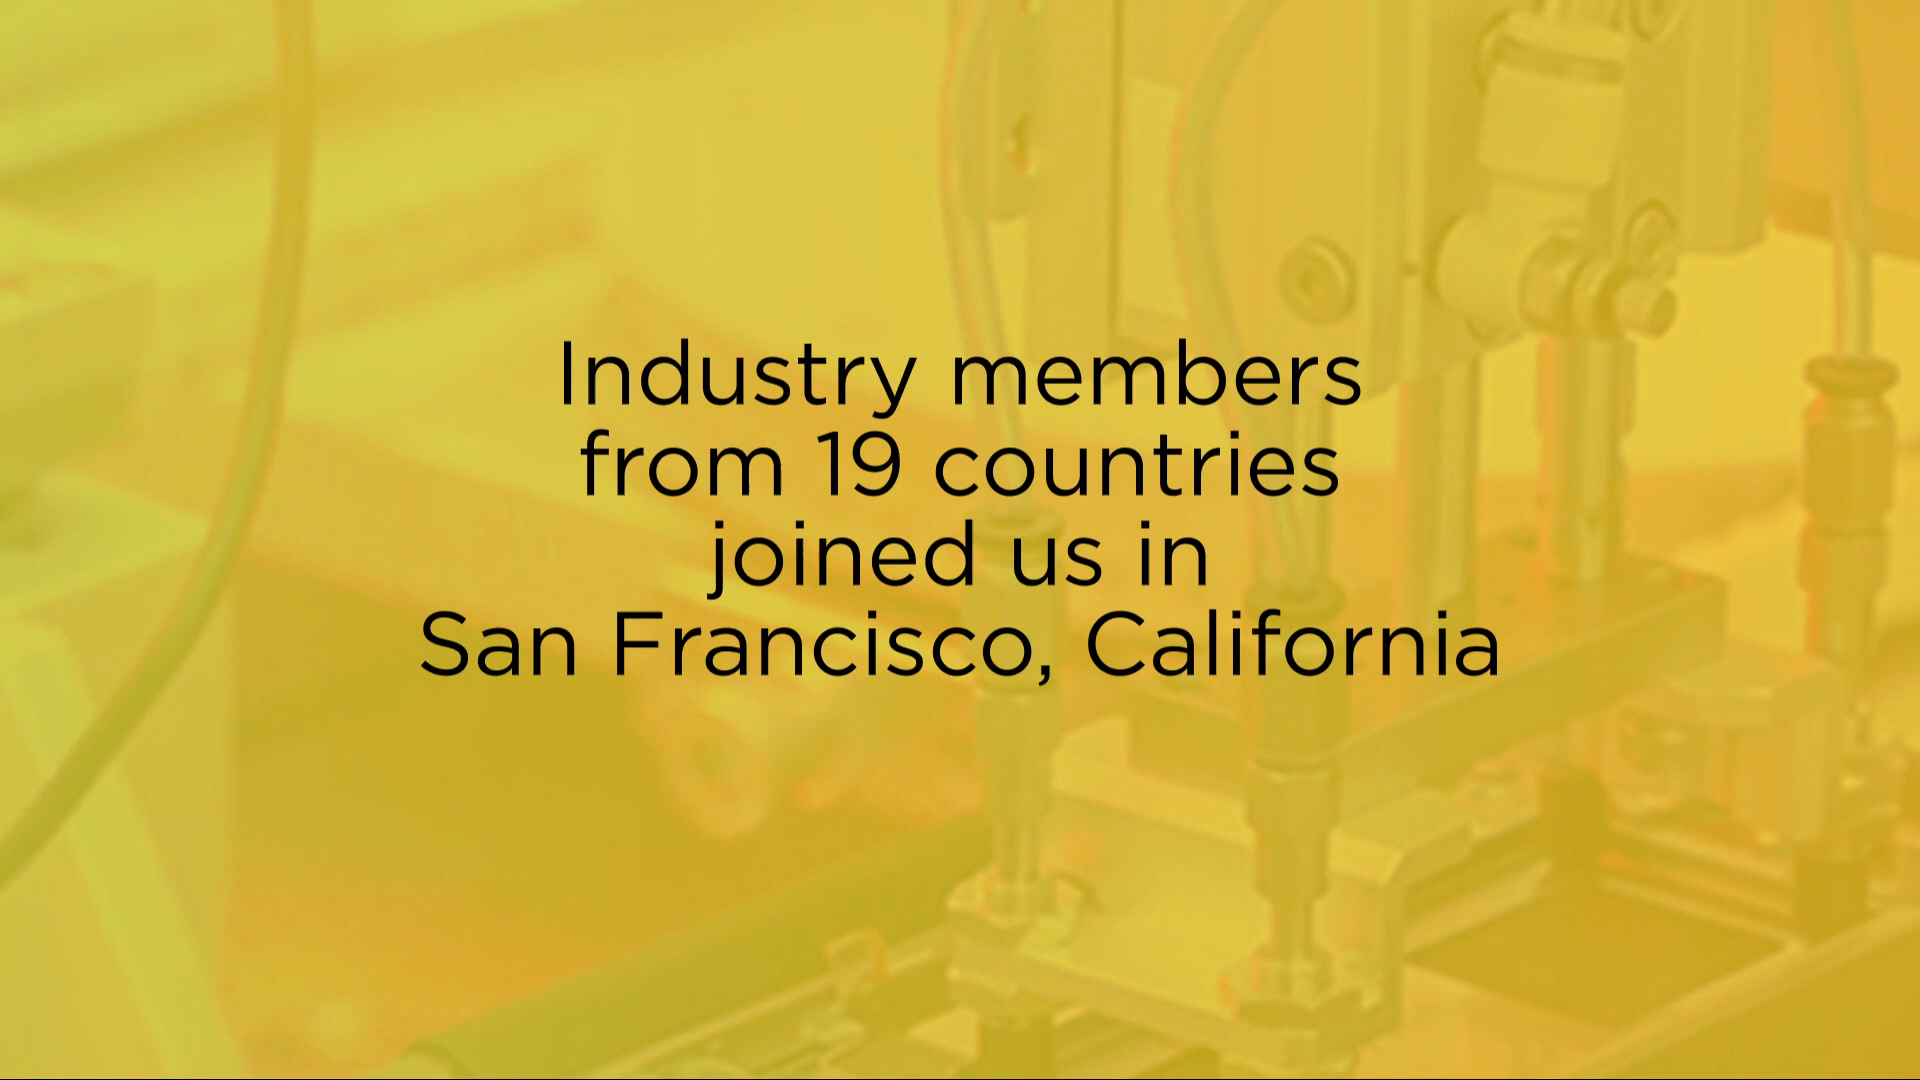 Industry members
from 19 countries
joined us in
San Francisco, California